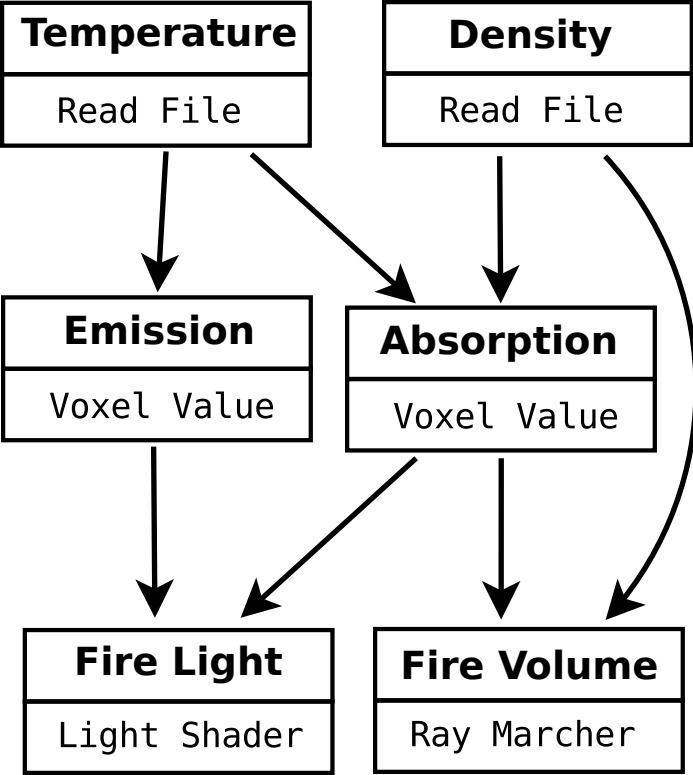 Temperature
Read File
Density
Read File
Emission
Voxel Value
Absorption
Voxel Value
Fire Light
Light Shader
Fire Volume
Ray Marcher